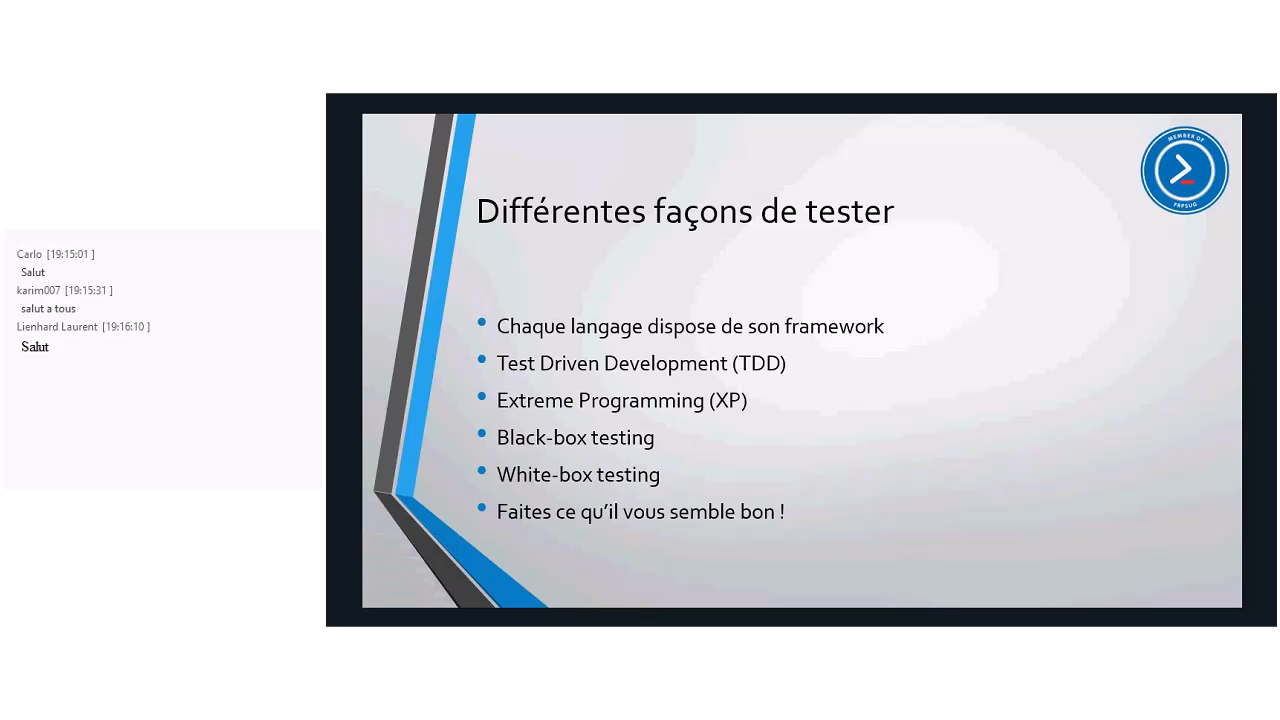 Carlo [19:15:01 ]
Salut
karim007 [19:15:31 ]
salut a tous
Lienhard Laurent [19:16:10 ]
Salut
MEMBER OF
FRPSUG
Différentes façons de tester
• Chaque langage dispose de son framework
• Test Driven Development (TDD)
• Extreme Programming (XP)
• Black-box testing
• White-box testing
• Faites ce qu’il vous semble bon !